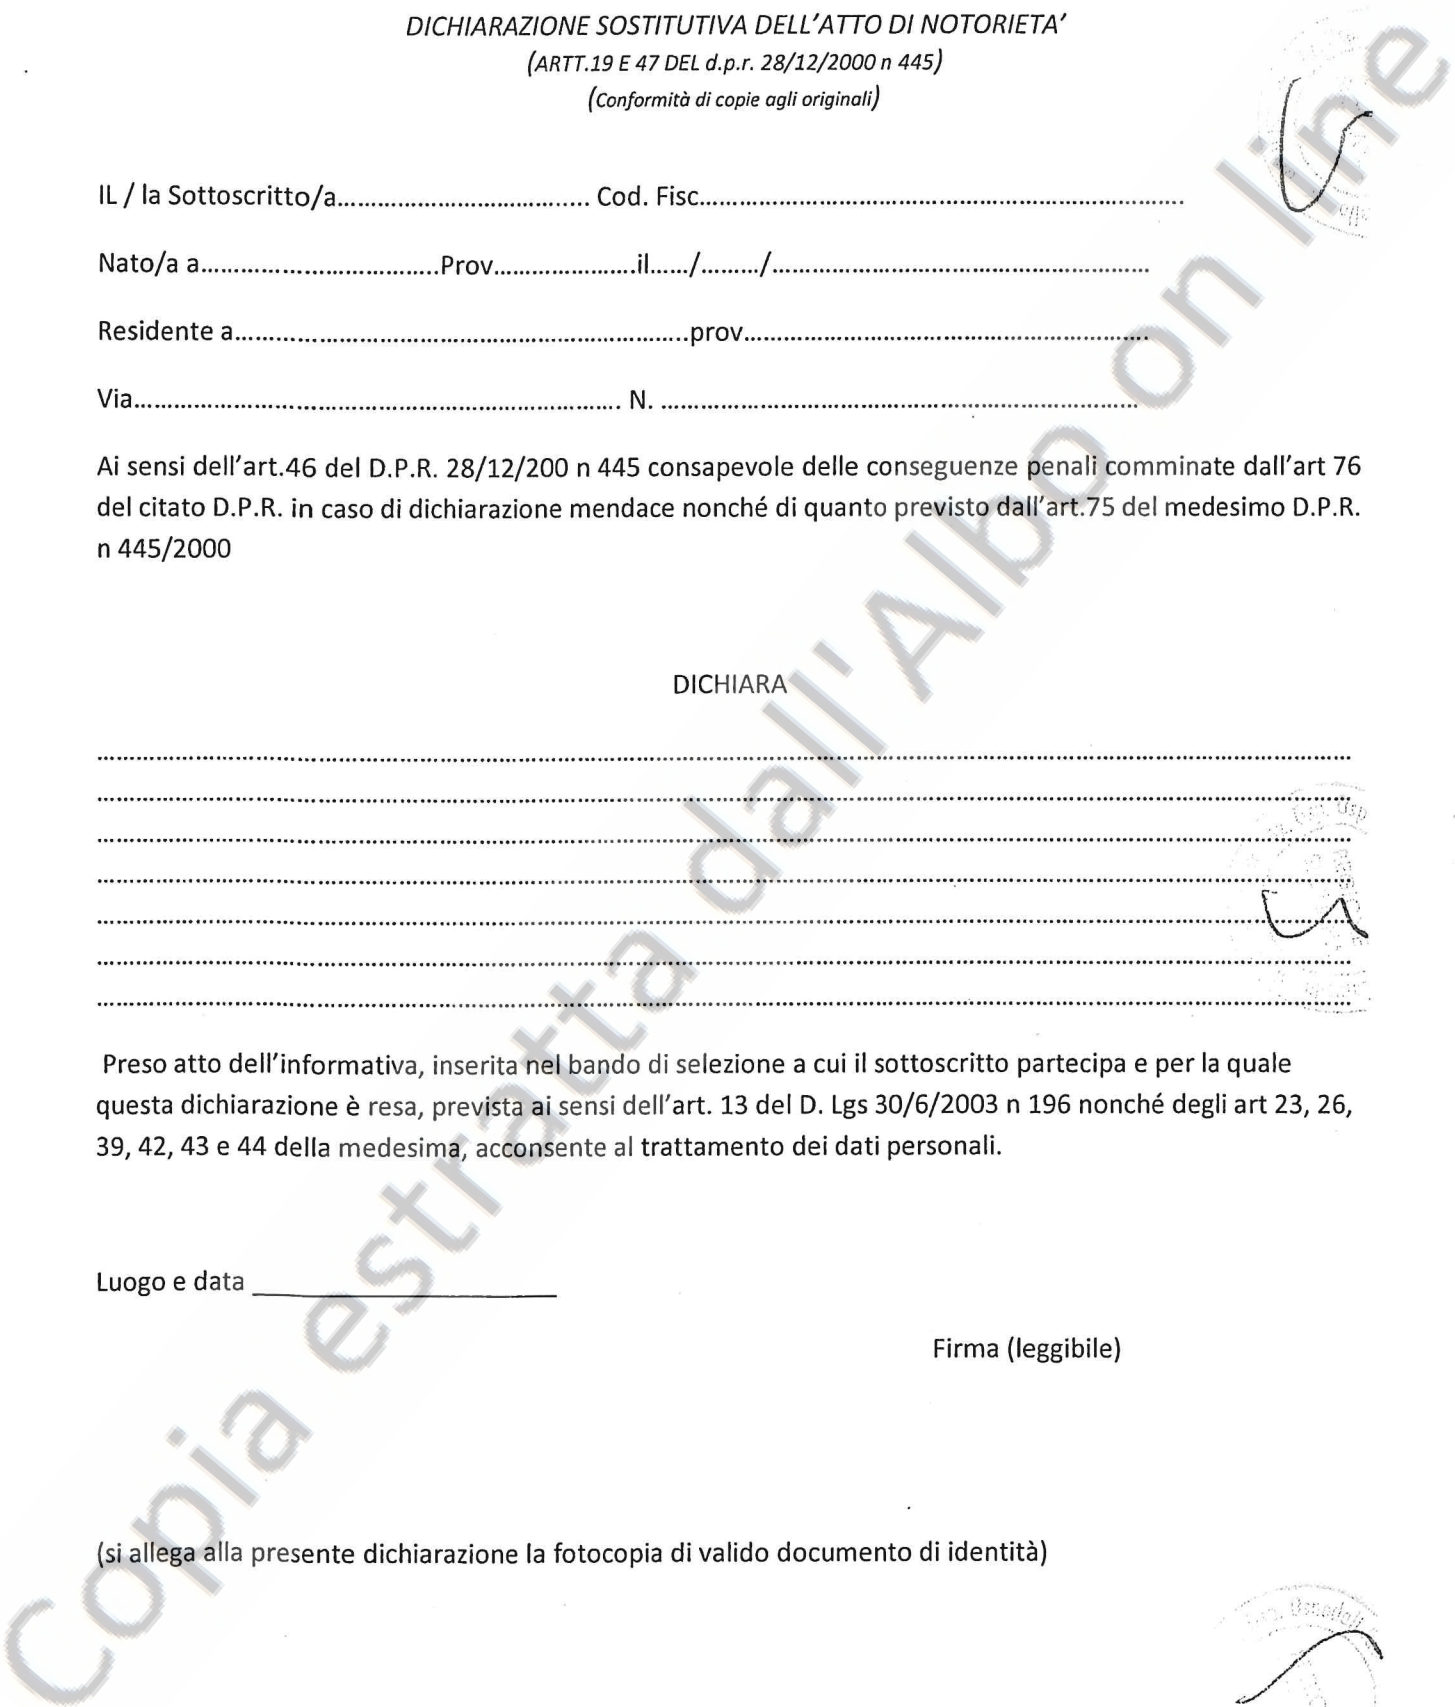 DICHIARAZIONE SOSTITUTIVA DELL'ATTO DI NOTORIETA'
(ARTT.19 E 47 DEL d.p.r. 28/12/2000 n 445)
(Conformità di copie agli originali)
IL / la Sottoscritto/a.................................. Cod. Fisc.................................................................
Nato/a a................................Prov...................il....../........./..................................................
Residente a.............................................................prov......................................................
Via................................................................. N. ................................................................
Ai sensi dell'art.46 del D.P.R. 28/12/200 n 445 consapevole delle conseguenze penali comminate dall'art 76
del citato D.P.R. in caso di dichiarazione mendace nonché di quanto previsto dall'art.75 del medesimo D.P.R.
n 445/2000
DICHIARA
Preso atto dell'informativa, inserita nel bando di selezione a cui il sottoscritto partecipa e per la quale
questa dichiarazione è resa, prevista ai sensi dell'art. 13 del D. Lgs 30/6/2003 n 196 nonché degli art 23, 26,
39, 42, 43 e 44 della medesima, acconsente al trattamento dei dati personali.
Luogo e data ______________________
Firma (leggibile)
(si allega alla presente dichiarazione la fotocopia di valido documento di identità)
Copia estratta dall'Albo on line